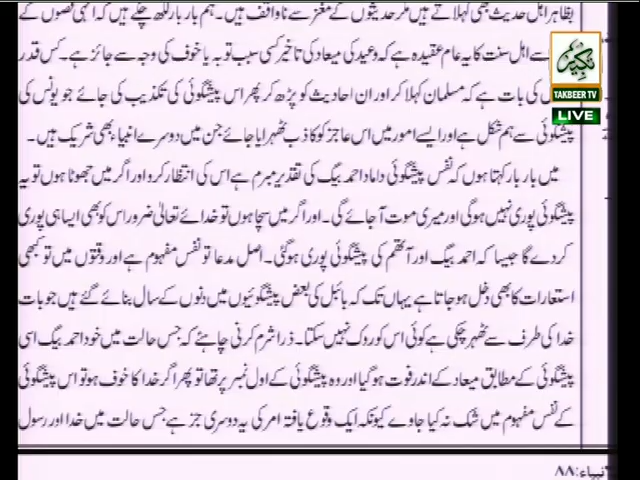 بظاہر اہل حدیث بھی کہلاتے ہیں مگر حدیثوں کے مغز سے ناواقف ہیں۔ ہم بار بار لکھ چکے ہیں کہ انہی قصوں کے
سے اہل سنت کا یہ عام عقیدہ ہے کہ وعید کی میعاد کی تاخیر کسی سبب توبہ یا خوف کی وجہ سے جائز ہے۔ کس قدر
کی بات ہے کہ مسلمان کہلا کر اور ان احادیث کو پڑھ کر پھر اس پیشگوئی کی تکذیب کی جائے جو یونس کی
پیشگوئی سے ہم شکل ہے اور ایسے امور میں اس عاجز کو کاذب ٹھہرایا جائے جن میں دوسرے انبیاء بھی شریک ہیں۔
میں بار بار کہتا ہوں کہ نفس پیشگوئی داماد احمد بیگ کی تقدیر مبرم ہے اس کی انتظار کرو اور اگر میں جھوٹا ہوں تو یہ
پیشگوئی پوری نہیں ہوگی اور میری موت آ جائے گی۔ اور اگر میں سچا ہوں تو خدائے تعالیٰ ضرور اس کو بھی ایسا ہی پوری
کر دے گا جیسا کہ احمد بیگ اور آتھم کی پیشگوئی پوری ہوگئی۔ اصل مدعا تو نفس مفہوم ہے اور وقتوں میں تو کبھی
استعارات کا بھی دخل ہو جاتا ہے یہاں تک کہ بائبل کی بعض پیشگوئیوں میں دنوں کے سال بنائے گئے ہیں جو بات
خدا کی طرف سے ٹھہر چکی ہے کوئی اس کو روک نہیں سکتا۔ ذرا شرم کرنی چاہئے کہ جس حالت میں خود احمد بیگ اسی
پیشگوئی کے مطابق میعاد کے اندر فوت ہو گیا اور وہ پیشگوئی کے اول نمبر پر تھا تو پھر اگر خدا کا خوف ہو تو اس پیشگوئی
کے نفس مفہوم میں شک نہ کیا جاوے کیونکہ ایک وقوع یافتہ امر کی یہ دوسری جز ہے جس حالت میں خدا اور رسول
نبیاء: ۸۸
تکبیر
TAKBEER TV
LIVE